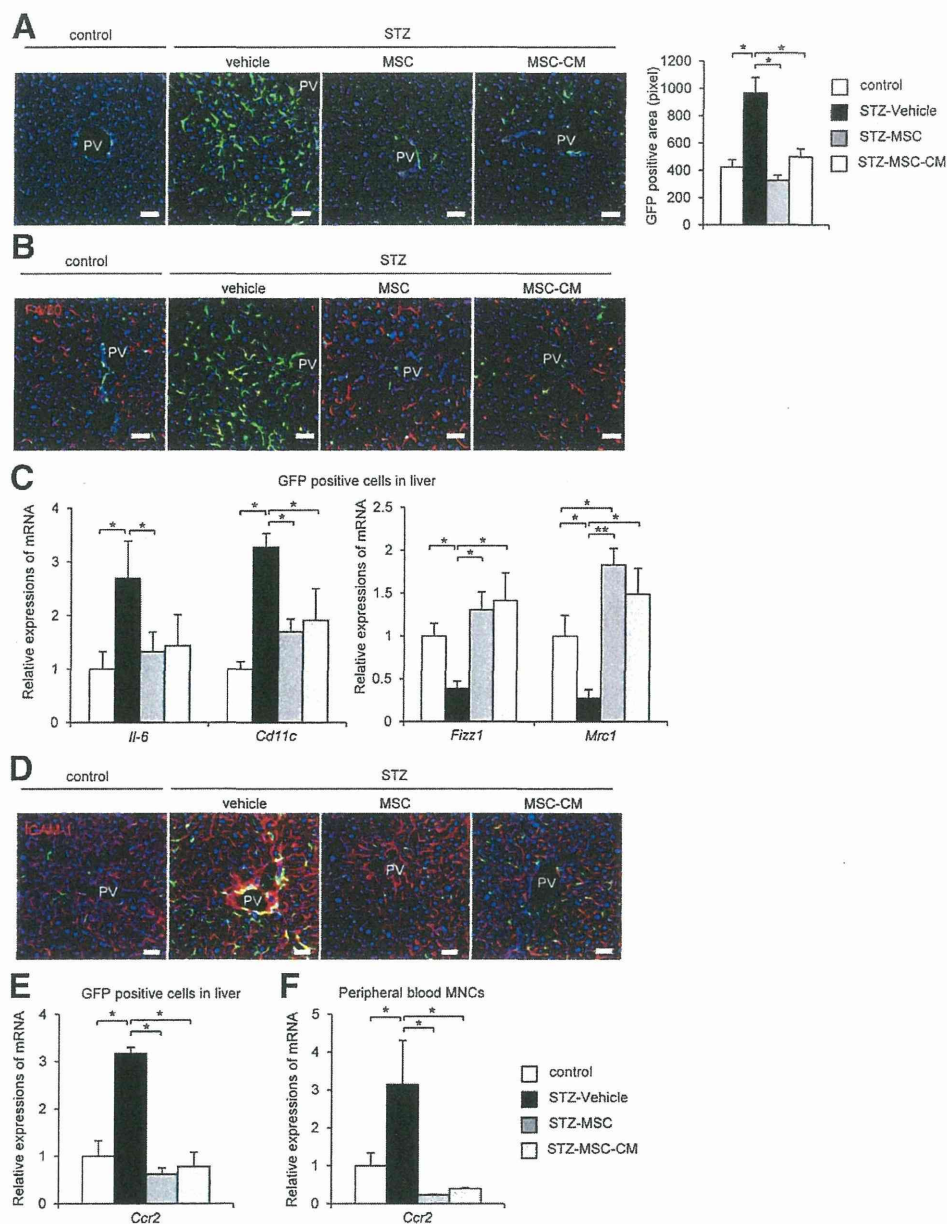 A
control
STZ
vehicle
MSC
MSC-CM
PV
PV
PV
PV
GFP positive area (pixel)
1200
1000
800
600
400
200
0
*
*
*
control
STZ-Vehicle
STZ-MSC
STZ-MSC-CM
B
control
STZ
vehicle
MSC
MSC-CM
F4/80
PV
PV
PV
PV
C
GFP positive cells in liver
Relative expressions of mRNA
4
3
2
1
0
*
*
*
*
*
Il-6
Cd11c
Relative expressions of mRNA
2.5
2
1.5
1
0.5
0
*
*
*
*
*
*
**
Fizz1
Mrc1
D
control
STZ
vehicle
MSC
MSC-CM
ICAM-1
PV
PV
PV
PV
E
GFP positive cells in liver
Relative expressions of mRNA
4
3
2
1
0
*
*
*
Ccr2
F
Peripheral blood MNCs
Relative expressions of mRNA
5
4
3
2
1
0
*
*
*
Ccr2
control
STZ-Vehicle
STZ-MSC
STZ-MSC-CM